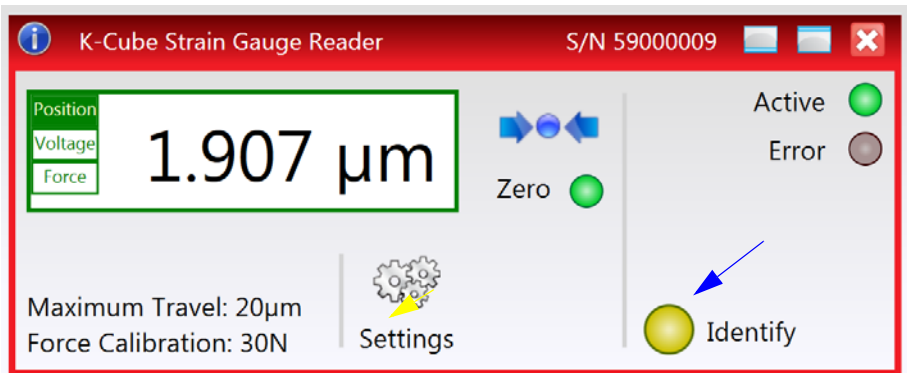 K-Cube Strain Gauge Reader S/N 59000009
Position
Voltage
Force
1.907 µm
Zero
Active
Error
Maximum Travel: 20µm
Force Calibration: 30N
Settings
Identify